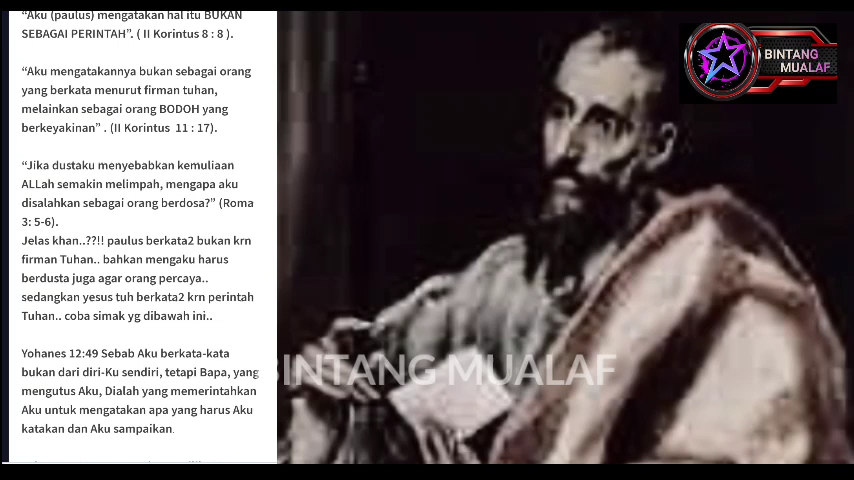 “Aku (paulus) mengatakan hal itu BUKAN
SEBAGAI PERINTAH”. ( II Korintus 8 : 8 ).
“Aku mengatakannya bukan sebagai orang
yang berkata menurut firman tuhan,
melainkan sebagai orang BODOH yang
berkeyakinan” . (II Korintus 11 : 17).
“Jika dustaku menyebabkan kemuliaan
ALLah semakin melimpah, mengapa aku
disalahkan sebagai orang berdosa?” (Roma
3: 5-6).
Jelas khan..??!! paulus berkata2 bukan krn
firman Tuhan.. bahkan mengaku harus
berdusta juga agar orang percaya..
sedangkan yesus tuh berkata2 krn perintah
Tuhan.. coba simak yg dibawah ini..
Yohanes 12:49 Sebab Aku berkata-kata
bukan dari diri-Ku sendiri, tetapi Bapa, yang
mengutus Aku, Dialah yang memerintahkan
Aku untuk mengatakan apa yang harus Aku
katakan dan Aku sampaikan.
BINTANG
MUALAF
BINTANG MUALAF